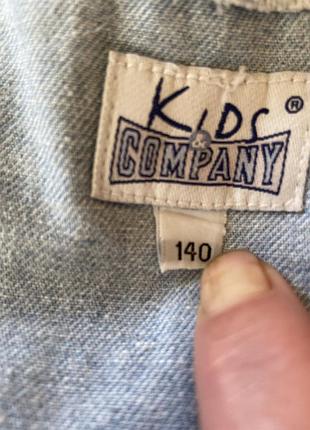 KiDS ®
&
COMPANY
140